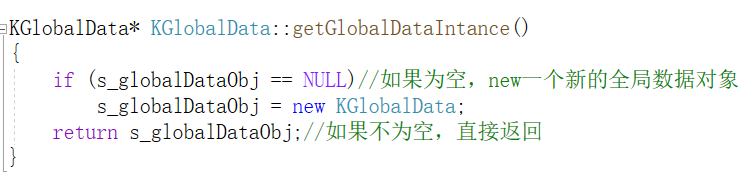 KGlobalData* KGlobalData::getGlobalDataIntance()
{
    if (s_globalDataObj == NULL)//如果为空，new一个新的全局数据对象
        s_globalDataObj = new KGlobalData;
    return s_globalDataObj;//如果不为空，直接返回
}